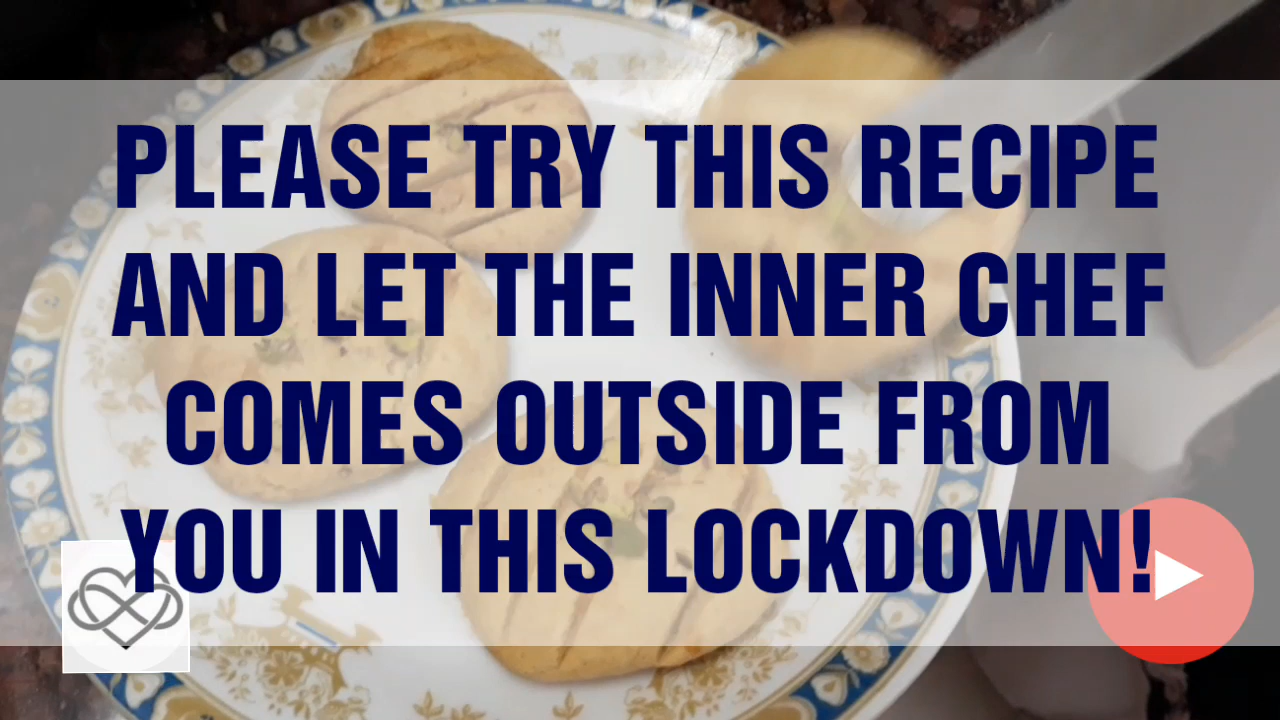 PLEASE TRY THIS RECIPE
AND LET THE INNER CHEF
COMES OUTSIDE FROM
YOU IN THIS LOCKDOWN!